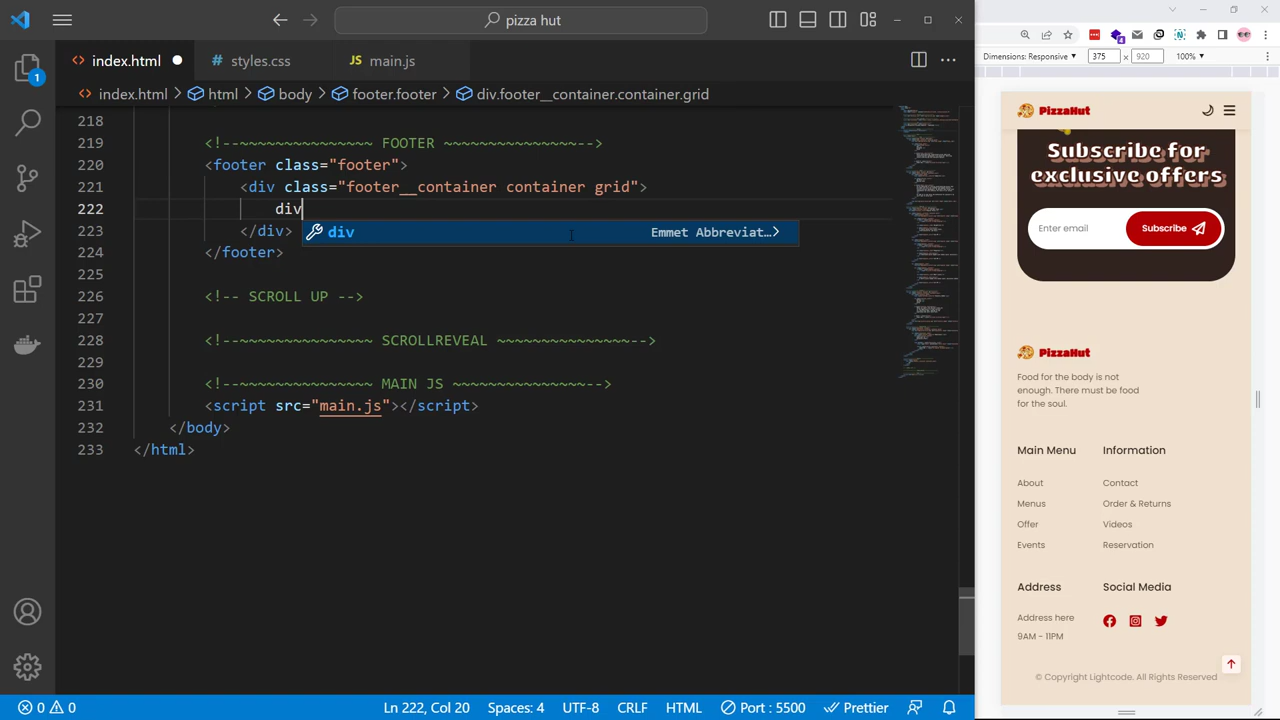 pizza hut
index.html
# styles.css
JS main.js
1
<> index.html > html > body > footer.footer > div.footer__container.container.grid
218
219 <!--~~~~~~~~~~~~~~~ FOOTER ~~~~~~~~~~~~~~~-->
220 <footer class="footer">
221 <div class="footer__container container grid">
222 div
div Emmet Abbreviat...>
223 </div>
224 footer>
225
226 <!-- SCROLL UP -->
227
228 <!--~~~~~~~~~~~~~~~ SCROLLREVEAL ~~~~~~~~~~~~~~~-->
229
230 <!--~~~~~~~~~~~~~~~ MAIN JS ~~~~~~~~~~~~~~~-->
231 <script src="main.js"></script>
232 </body>
233 </html>
0 0 Ln 222, Col 20 Spaces: 4 UTF-8 CRLF HTML Port : 5500 Prettier
Dimensions: Responsive 375 × 920 100%
PizzaHut
Subscribe for
exclusive offers
Enter email Subscribe
PizzaHut
Food for the body is not
enough. There must be food
for the soul.
Main Menu Information
About Contact
Menus Order & Returns
Offer Videos
Events Reservation
Address Social Media
Address here
9AM - 11PM
© Copyright Lightcode. All Rights Reserved